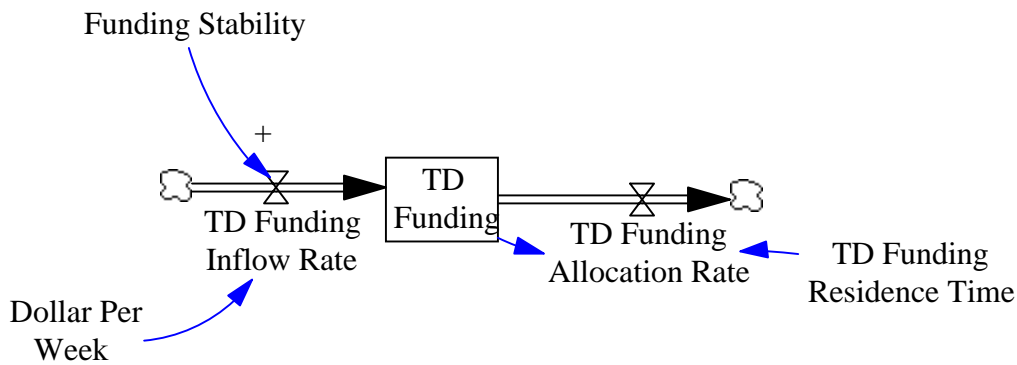 Funding Stability
+
TD
Funding
TD Funding
Inflow Rate
TD Funding
Allocation Rate
TD Funding
Residence Time
Dollar Per
Week